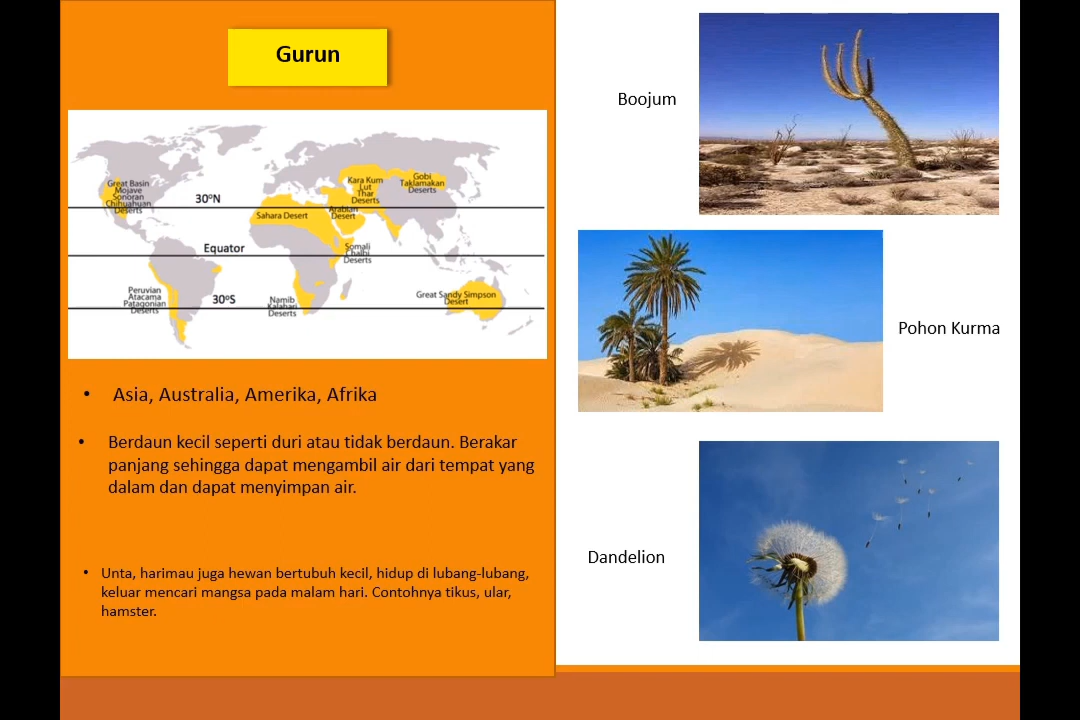 Gurun
Great Basin
Mojave
Sonoran
Chihuahuan
Deserts
30ºN
Sahara Desert
Arabian
Desert
Kara Kum
Lut
Thar
Deserts
Gobi
Taklamakan
Deserts
Equator
Somali
Chalbi
Deserts
Peruvian
Atacama
Patagonian
Deserts
30ºS
Namib
Kalahari
Deserts
Great Sandy Simpson
Desert
• Asia, Australia, Amerika, Afrika
• Berdaun kecil seperti duri atau tidak berdaun. Berakar
panjang sehingga dapat mengambil air dari tempat yang
dalam dan dapat menyimpan air.
• Unta, harimau juga hewan bertubuh kecil, hidup di lubang-lubang,
keluar mencari mangsa pada malam hari. Contohnya tikus, ular,
hamster.
Boojum
Pohon Kurma
Dandelion